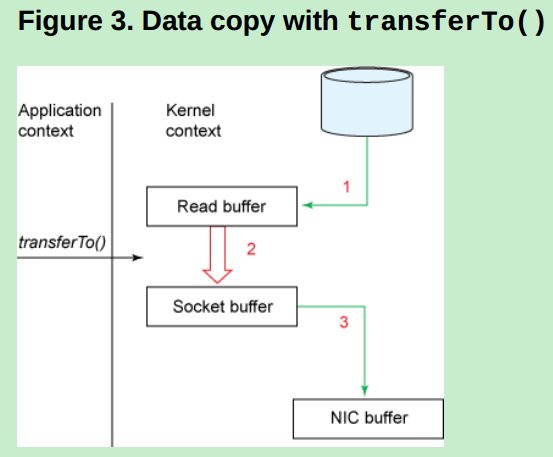 Figure 3. Data copy with transferTo()
Application
context
Kernel
context
1
Read buffer
transferTo()
2
Socket buffer
3
NIC buffer